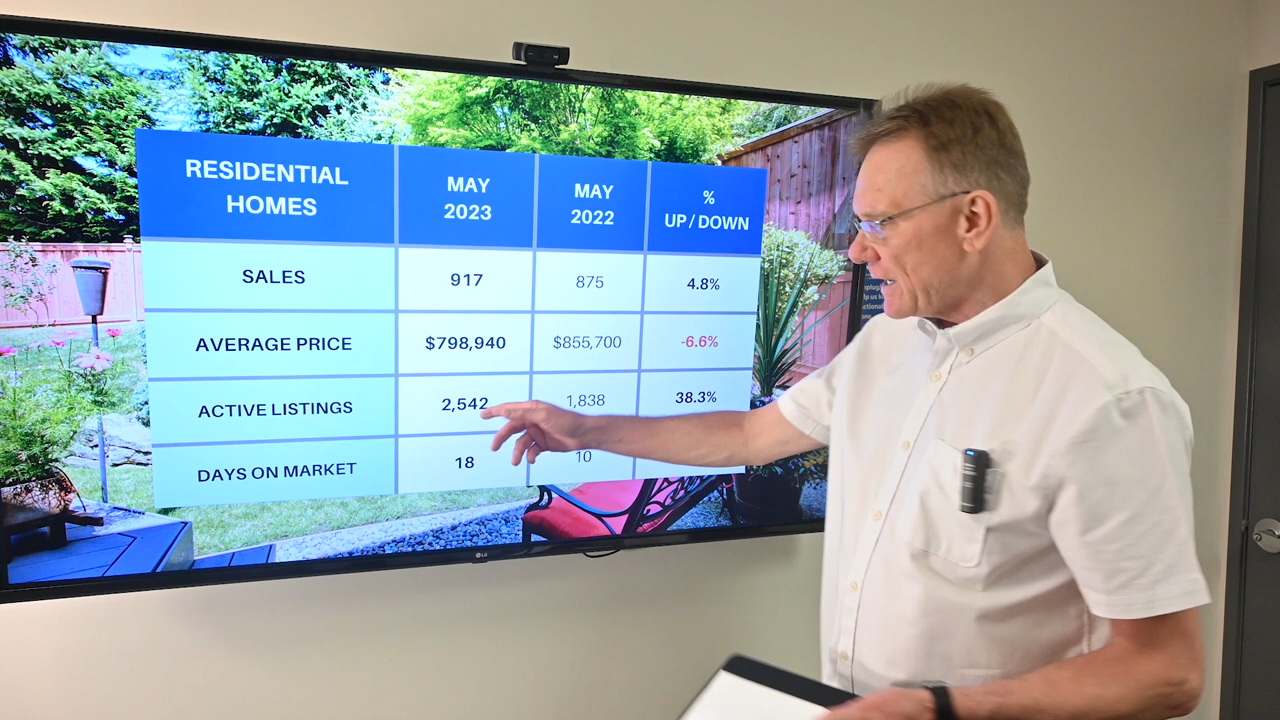 RESIDENTIAL
HOMES
MAY
2023
MAY
2022
%
UP / DOWN
SALES
917
875
4.8%
AVERAGE PRICE
$798,940
$855,700
-6.6%
ACTIVE LISTINGS
2,542
1,838
38.3%
DAYS ON MARKET
18
10
LG